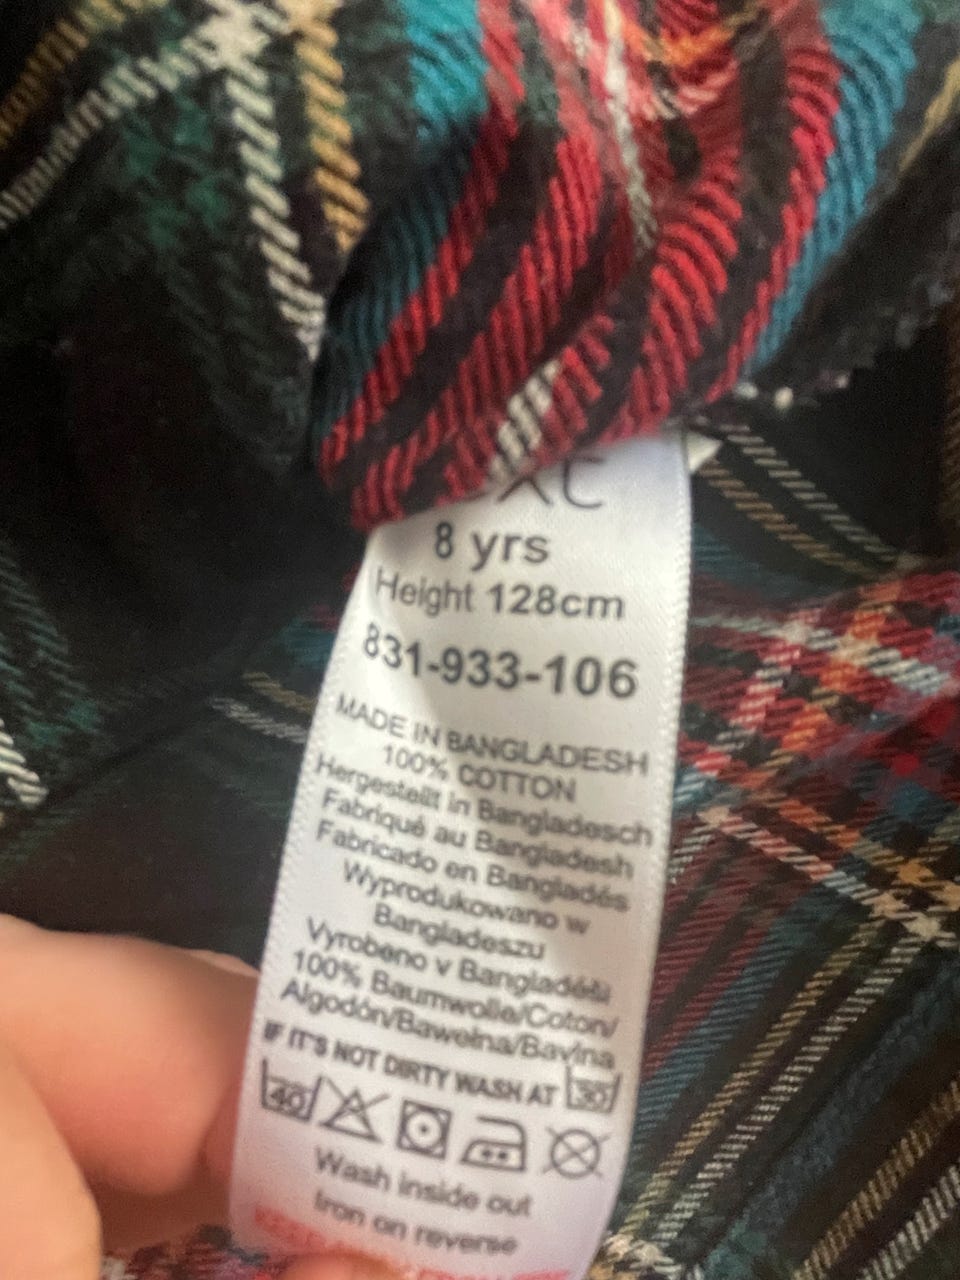 8 yrs
Height 128cm
831-933-106
MADE IN BANGLADESH
100% COTTON
Hergestellt in Bangladesch
Fabriqué au Bangladesh
Fabricado en Bangladés
Wyprodukowano w
Bangladeszu
Vyrobeno v Bangladéši
100% Baumwolle/Coton/
Algodón/Bawełna/Bavlna
IF IT'S NOT DIRTY WASH AT 30
40
Wash inside out
Iron on reverse